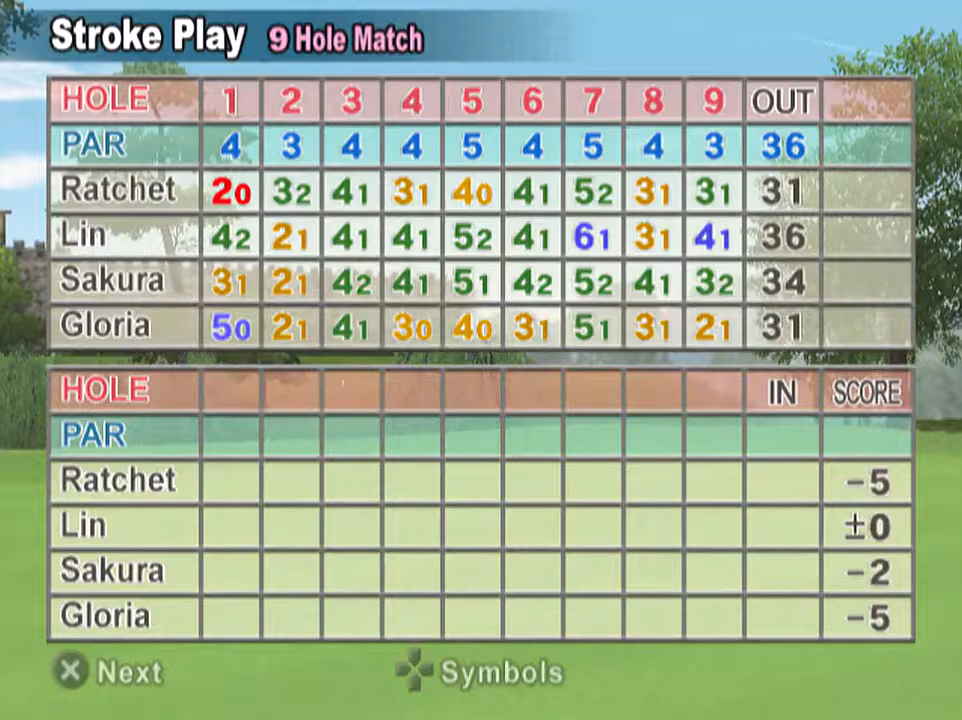 Stroke Play 9 Hole Match
HOLE 1 2 3 4 5 6 7 8 9 OUT
PAR 4 3 4 4 5 4 5 4 3 36
Ratchet 20 32 41 31 40 41 52 31 31 31
Lin 42 21 41 41 52 41 61 31 41 36
Sakura 31 21 42 41 51 42 52 41 32 34
Gloria 50 21 41 30 40 31 51 31 21 31
HOLE IN SCORE
PAR
Ratchet -5
Lin ±0
Sakura -2
Gloria -5
X Next Symbols